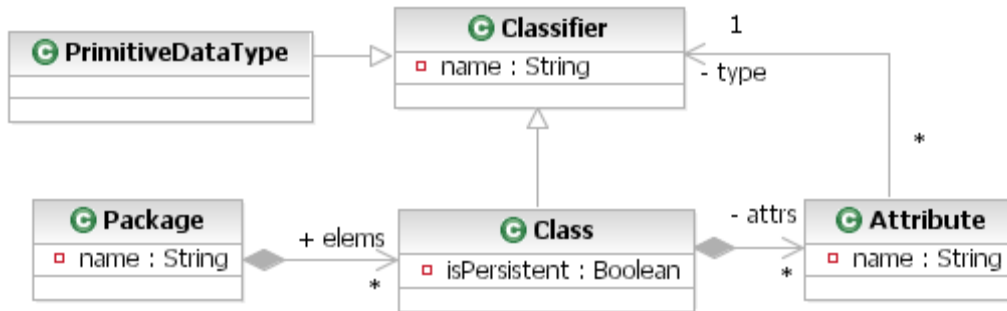 C Classifier
1
C PrimitiveDataType
name : String
- type
*
C Package
- attrs
C Attribute
C Class
name : String
+ elems
name : String
isPersistent : Boolean
*
*